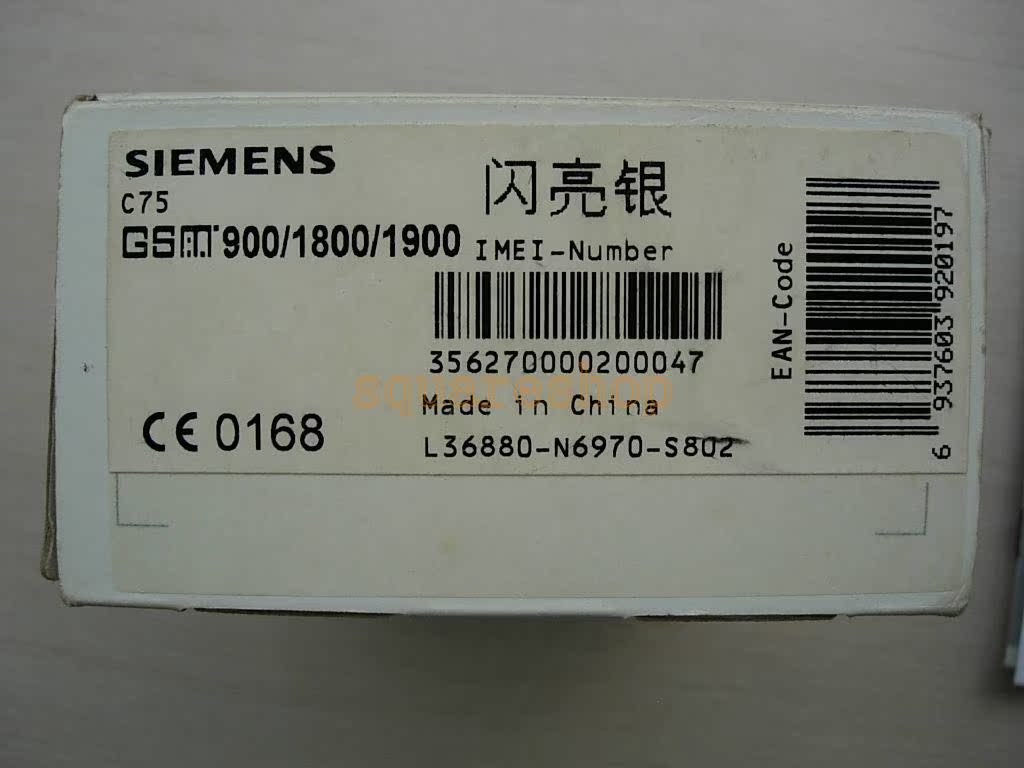 SIEMENS
C75
GSM 900/1800/1900
闪亮银
IMEI-Number
356270000200047
Made in China
L36880-N6970-S802
CE 0168
EAN-Code
6 937603 920197
squareshop